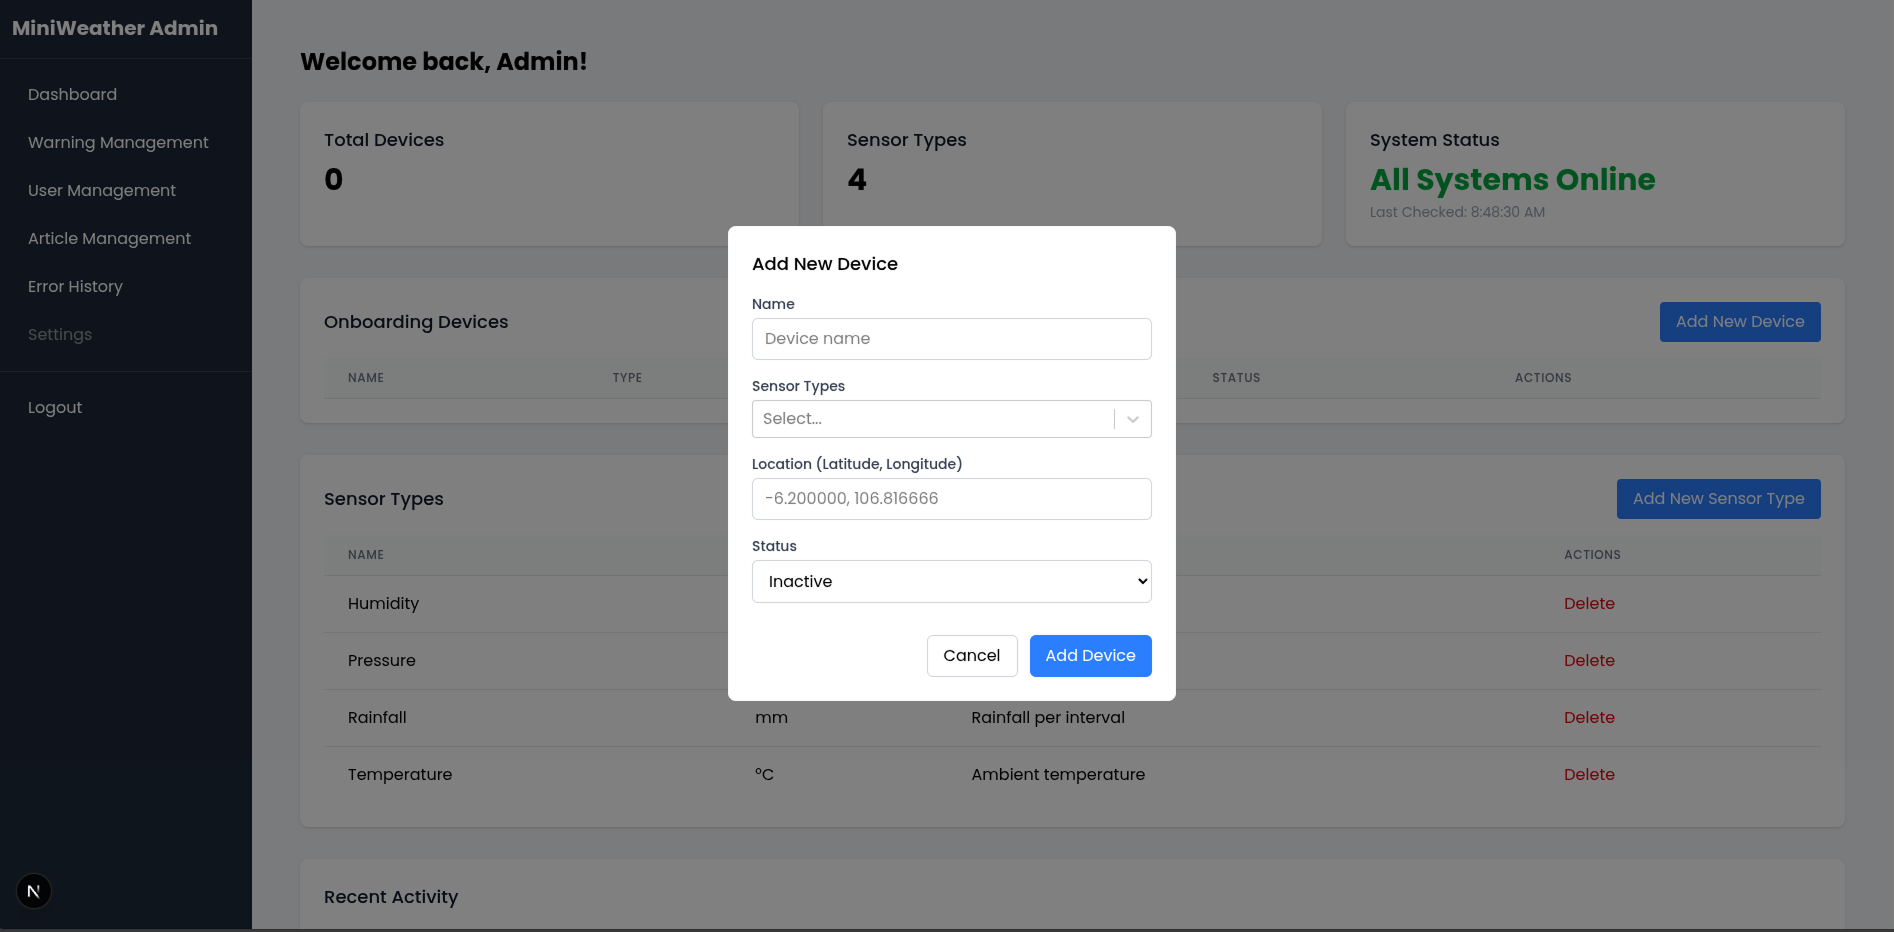 MiniWeather Admin
Dashboard
Warning Management
User Management
Article Management
Error History
Settings
Logout
Welcome back, Admin!
Total Devices
0
Sensor Types
4
System Status
All Systems Online
Last Checked: 8:48:30 AM
Onboarding Devices
Add New Device
NAME TYPE STATUS ACTIONS
Sensor Types
Add New Sensor Type
NAME ACTIONS
Humidity Delete
Pressure Delete
Rainfall mm Rainfall per interval Delete
Temperature °C Ambient temperature Delete
Recent Activity
Add New Device
Name
Device name
Sensor Types
Select...
Location (Latitude, Longitude)
-6.200000, 106.816666
Status
Inactive
Cancel Add Device
N